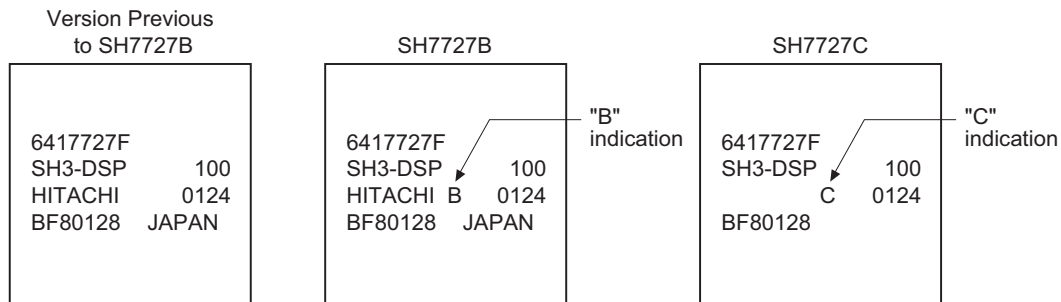 Version Previous
to SH7727B
6417727F
SH3-DSP 100
HITACHI 0124
BF80128 JAPAN
SH7727B
6417727F
SH3-DSP 100
HITACHI B 0124
BF80128 JAPAN
"B"
indication
SH7727C
6417727F
SH3-DSP 100
C 0124
BF80128
"C"
indication